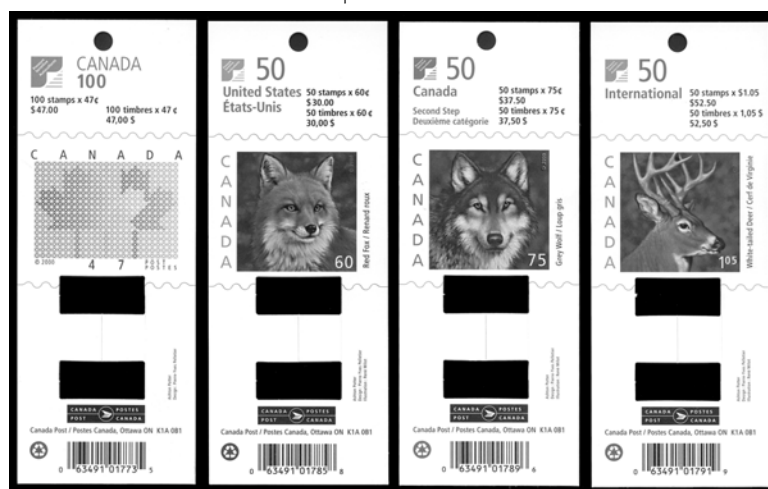 CANADA
100
100 stamps x 47¢
$47.00
100 timbres x 47 ¢
47,00 $
C A N A D A
© 2000
4 7
POST
POSTES
CANADA POSTES
POST CANADA
Canada Post / Postes Canada, Ottawa ON K1A 0B1
0 63491 01773 5
50
United States
États-Unis
50 stamps x 60¢
$30.00
50 timbres x 60 ¢
30,00 $
CANADA
60
Red Fox / Renard roux
CANADA POSTES
POST CANADA
Canada Post / Postes Canada, Ottawa ON K1A 0B1
0 63491 01785 8
50
Canada
50 stamps x 75¢
$37.50
Second Step
Deuxième catégorie
50 timbres x 75 ¢
37,50 $
CANADA
75
Grey Wolf / Loup gris
CANADA POSTES
POST CANADA
Canada Post / Postes Canada, Ottawa ON K1A 0B1
0 63491 01789 6
50
International
50 stamps x $1.05
$52.50
50 timbres x 1,05 $
52,50 $
CANADA
105
White-tailed Deer / Cerf de Virginie
CANADA POSTES
POST CANADA
Canada Post / Postes Canada, Ottawa ON K1A 0B1
0 63491 01791 9